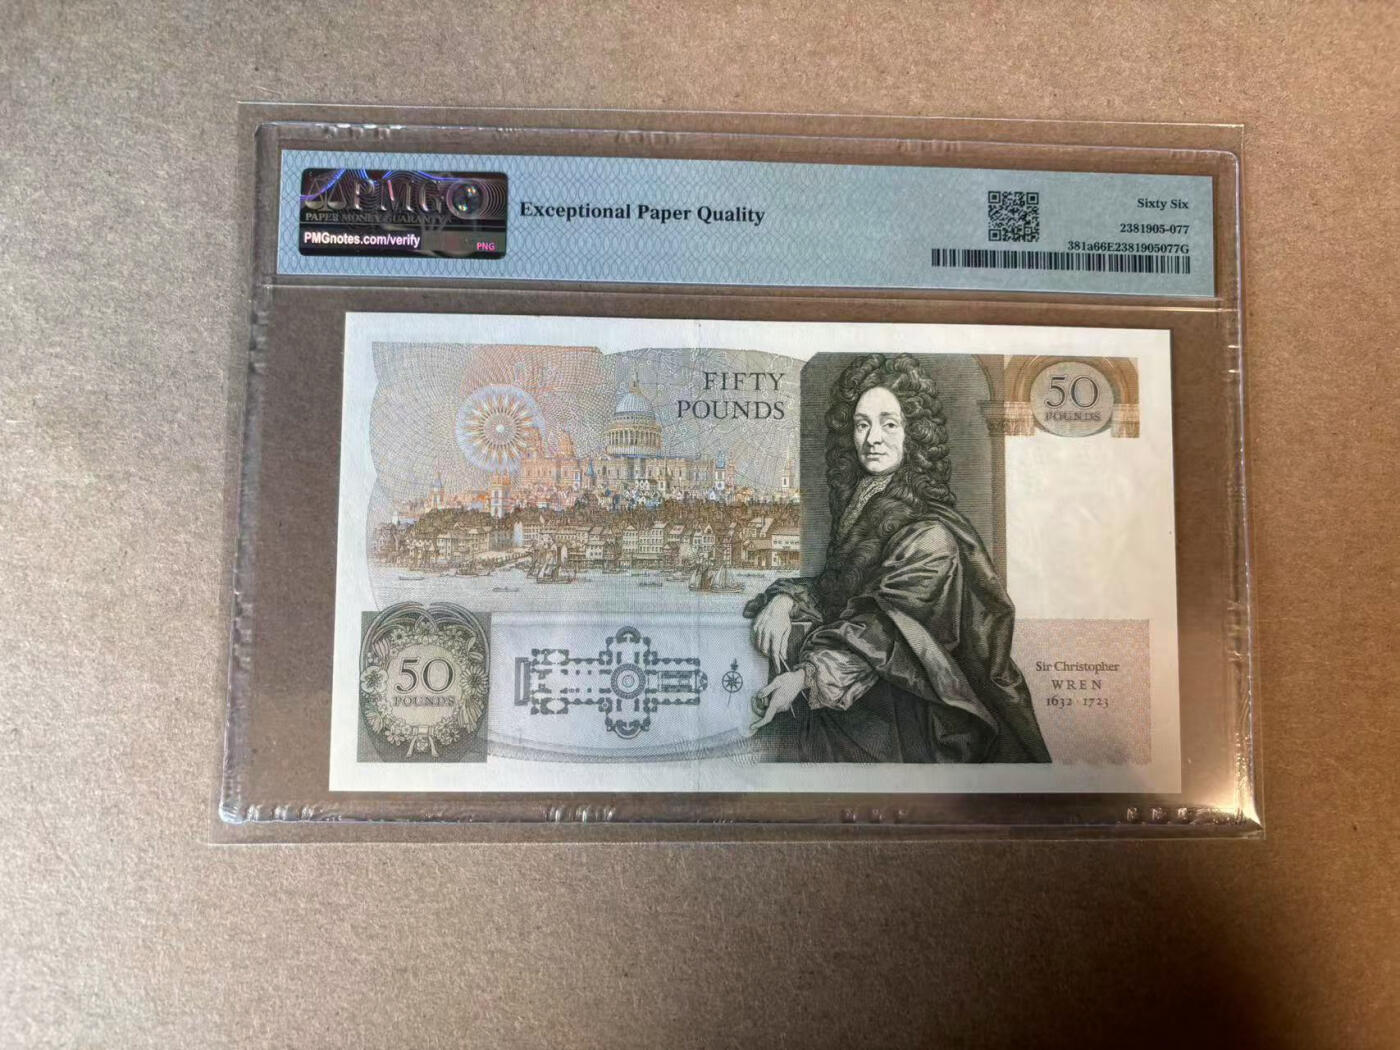 PMG
PAPER MONEY GUARANTY
PMGnotes.com/verify
PNG
Exceptional Paper Quality
Sixty Six
2381905-077
381a66E2381905077G
FIFTY
POUNDS
50
POUNDS
50
POUNDS
Sir Christopher
WREN
1632 · 1723